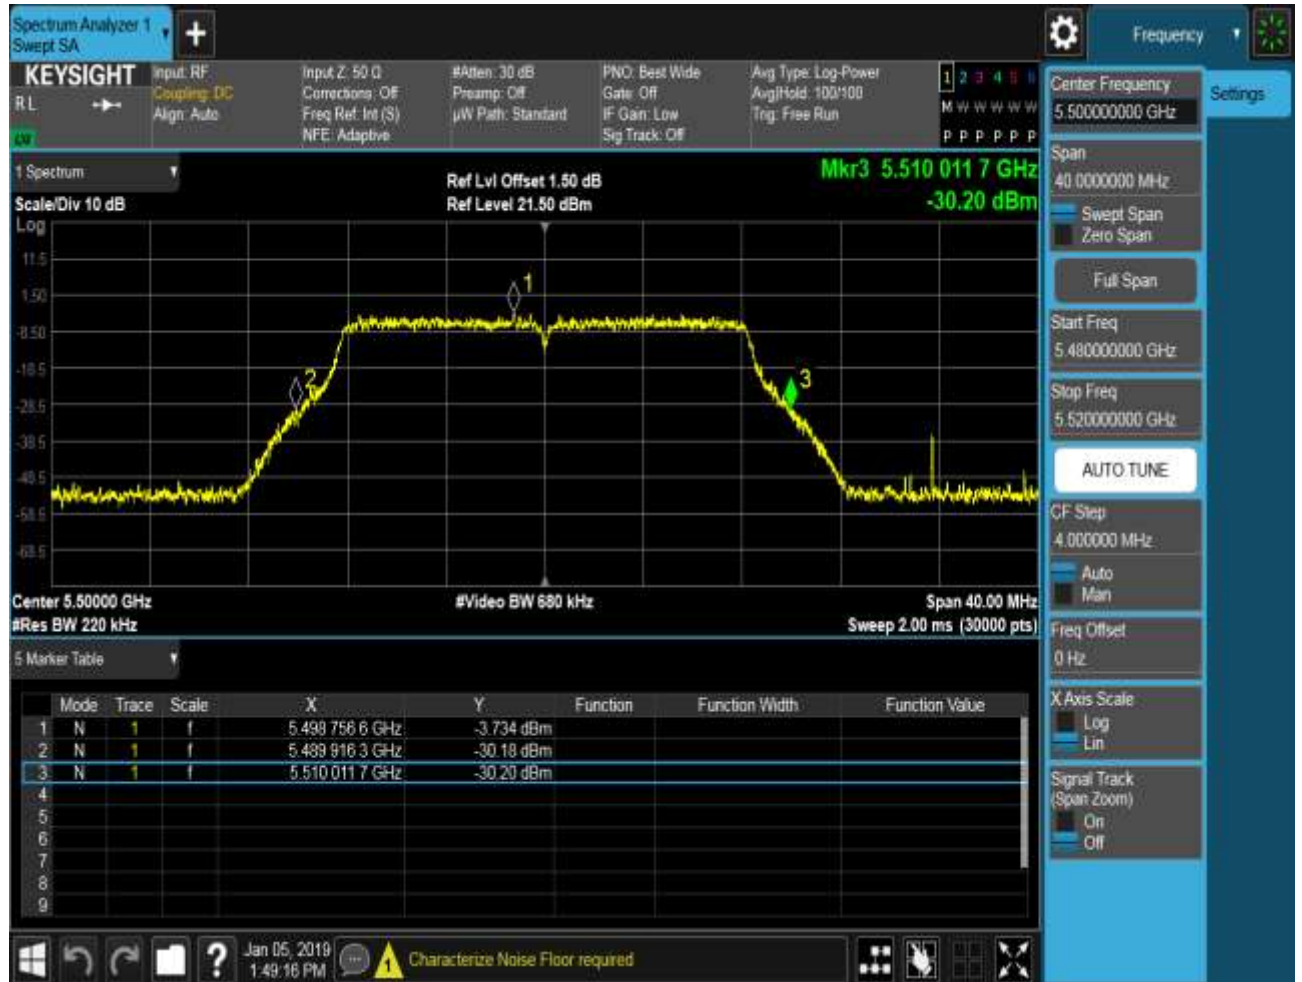 Spectrum Analyzer 1
Swept SA
+
Frequency
KEYSIGHT
RL
Input: RF
Coupling: DC
Align: Auto
Input Z: 50 Ω
Corrections: Off
Freq Ref: Int (S)
NFE: Adaptive
#Atten: 30 dB
Preamp: Off
µW Path: Standard
PNO: Best Wide
Gate: Off
IF Gain: Low
Sig Track: Off
Avg Type: Log-Power
Avg|Hold: 100/100
Trig: Free Run
1 2 3 4 5 6
M W W W W W
P P P P P P
1 Spectrum
Scale/Div 10 dB
Ref Lvl Offset 1.50 dB
Ref Level 21.50 dBm
Mkr3 5.510 011 7 GHz
-30.20 dBm
Log
11.5
1.50
-8.50
-18.5
-28.5
-38.5
-48.5
-58.5
-68.5
1
2
3
Center 5.50000 GHz
#Video BW 680 kHz
Span 40.00 MHz
#Res BW 220 kHz
Sweep 2.00 ms (30000 pts)
5 Marker Table
Mode Trace Scale X Y Function Function Width Function Value
1 N 1 f 5.498 756 6 GHz -3.734 dBm
2 N 1 f 5.489 916 3 GHz -30.18 dBm
3 N 1 f 5.510 011 7 GHz -30.20 dBm
4
5
6
7
8
9
Center Frequency
5.500000000 GHz
Settings
Span
40.0000000 MHz
Swept Span
Zero Span
Full Span
Start Freq
5.480000000 GHz
Stop Freq
5.520000000 GHz
AUTO TUNE
CF Step
4.000000 MHz
Auto
Man
Freq Offset
0 Hz
X Axis Scale
Log
Lin
Signal Track
(Span Zoom)
On
Off
?
Jan 05, 2019
1:49:16 PM
1
Characterize Noise Floor required